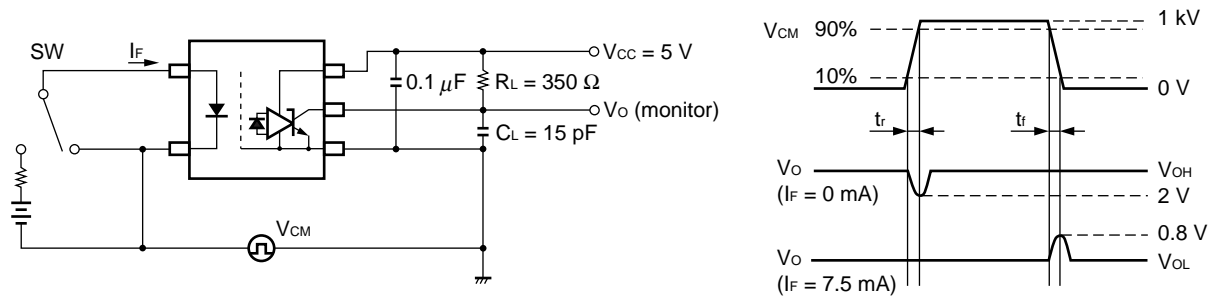 SW
IF
VCC = 5 V
0.1 μF
RL = 350 Ω
VO (monitor)
CL = 15 pF
VCM
VCM 90%
10%
1 kV
0 V
tr
tf
VO
(IF = 0 mA)
VOH
2 V
0.8 V
VO
(IF = 7.5 mA)
VOL